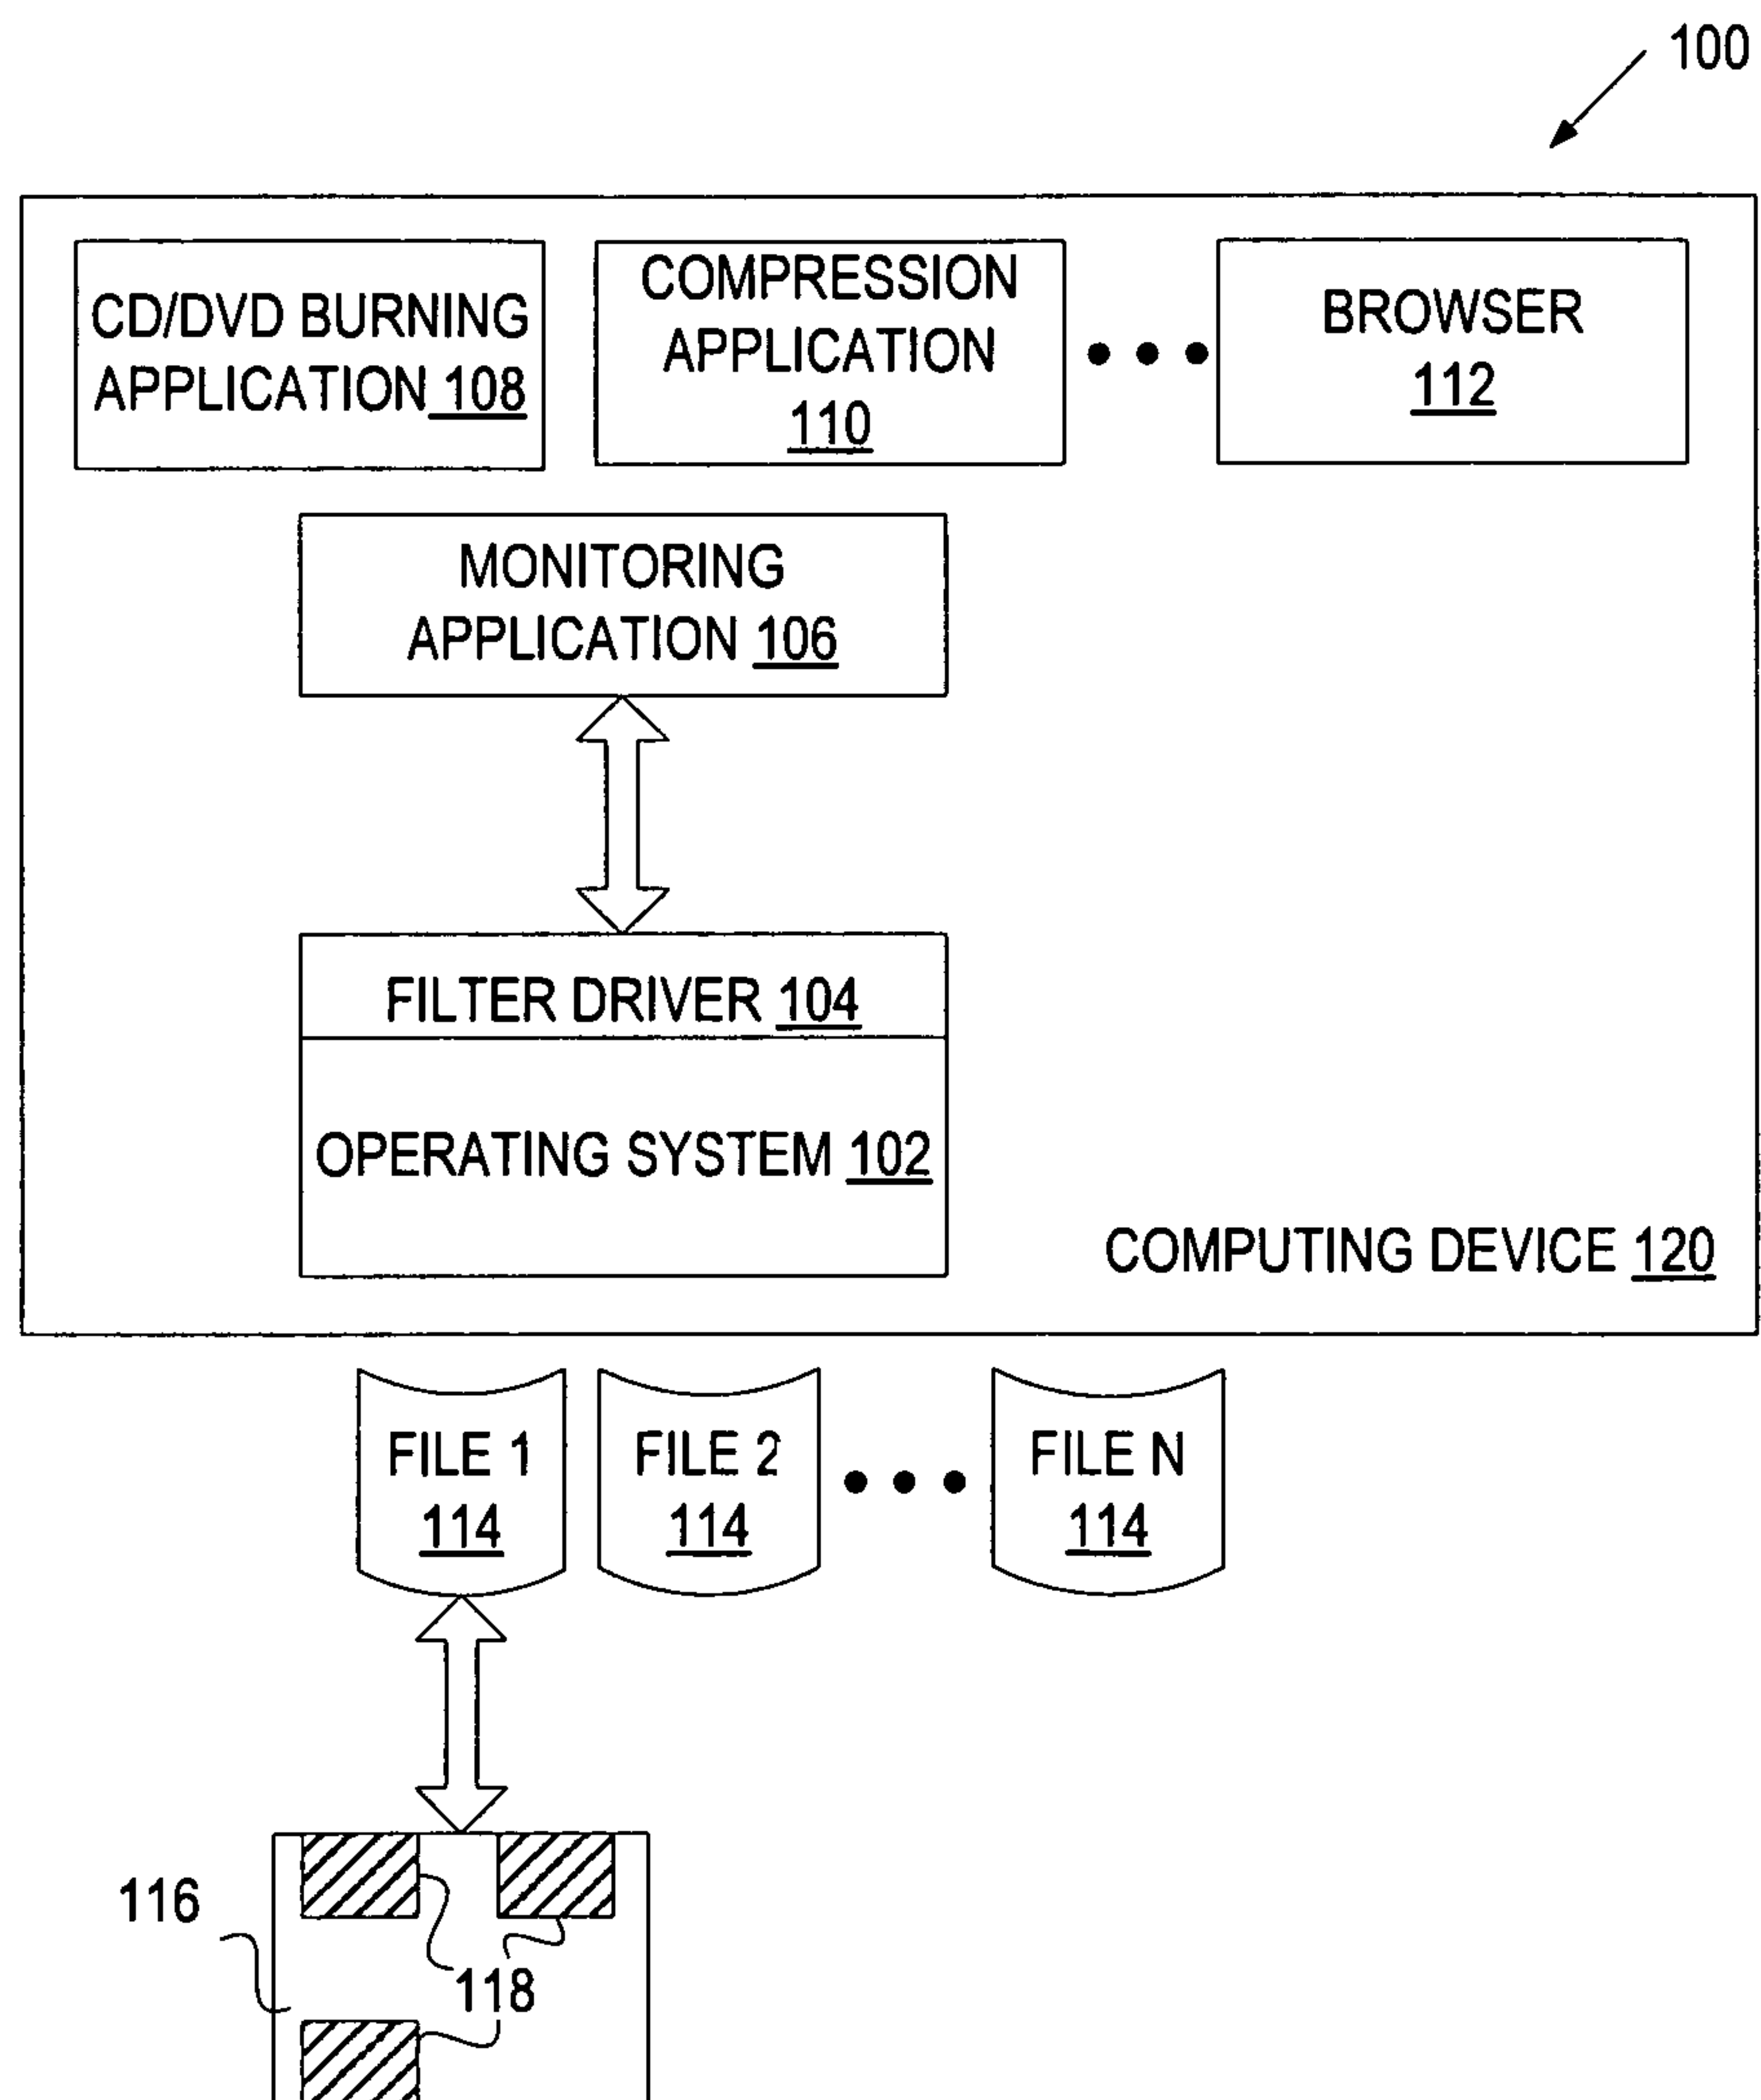 100
CD/DVD BURNING
APPLICATION 108
COMPRESSION
APPLICATION
110
BROWSER
112
MONITORING
APPLICATION 106
FILTER DRIVER 104
OPERATING SYSTEM 102
COMPUTING DEVICE 120
FILE 1
114
FILE 2
114
FILE N
114
116
118